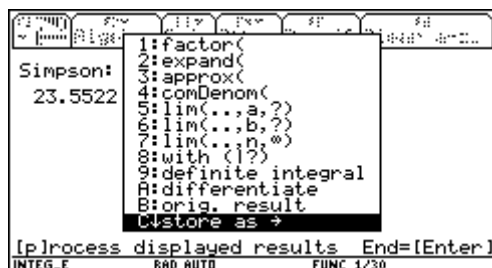 1:factor(
2:expand(
3:approx(
4:comDenom(
5:lim(..,a,?)
6:lim(..,b,?)
7:lim(..,n,∞)
8:with (|?)
9:definite integral
A:differentiate
B:orig. result
C↓store as →
Simpson:
23.5522
[p]rocess displayed results End=[Enter]
INTEG_E RAD AUTO FUNC 1/30